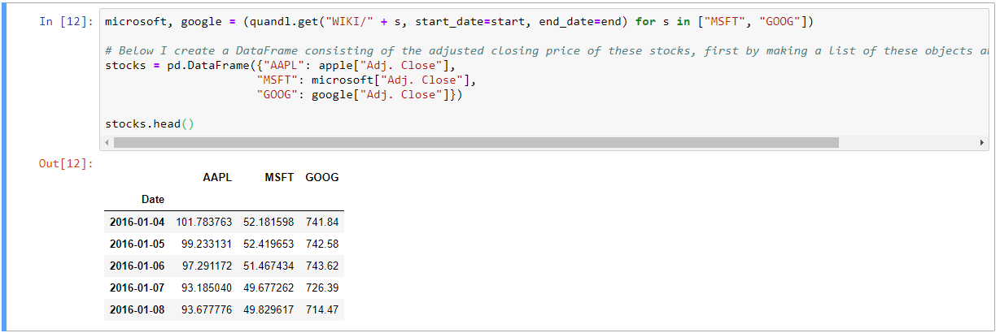 In [12]: microsoft, google = (quandl.get("WIKI/" + s, start_date=start, end_date=end) for s in ["MSFT", "GOOG"])
# Below I create a DataFrame consisting of the adjusted closing price of these stocks, first by making a list of these objects
stocks = pd.DataFrame({"AAPL": apple["Adj. Close"],
"MSFT": microsoft["Adj. Close"],
"GOOG": google["Adj. Close"]})
stocks.head()
Out[12]:
AAPL MSFT GOOG
Date
2016-01-04 101.783763 52.181598 741.84
2016-01-05 99.233131 52.419653 742.58
2016-01-06 97.291172 51.467434 743.62
2016-01-07 93.185040 49.677262 726.39
2016-01-08 93.677776 49.829617 714.47